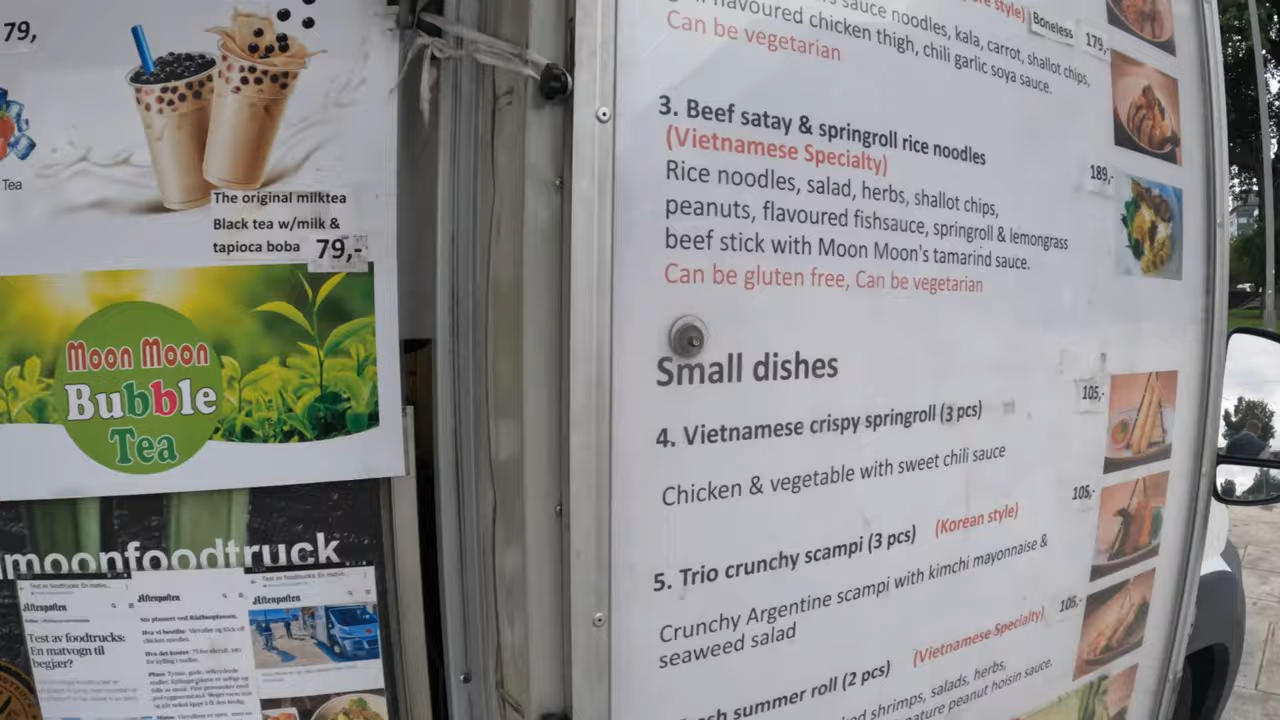 79,
Tea
The original milktea
Black tea w/milk &
tapioca boba 79,-
Moon Moon
Bubble
Tea
moonfoodtruck
Aftenposten
Test av foodtrucks:
En matvogn til
begjær?
Aftenposten
Aftenposten
sauce noodles, kala, carrot, shallot chips,
flavoured chicken thigh, chili garlic soya sauce.
style) Boneless 179,-
Can be vegetarian
3. Beef satay & springroll rice noodles
(Vietnamese Specialty)
189,-
Rice noodles, salad, herbs, shallot chips,
peanuts, flavoured fishsauce, springroll & lemongrass
beef stick with Moon Moon's tamarind sauce.
Can be gluten free, Can be vegetarian
Small dishes
105,-
4. Vietnamese crispy springroll (3 pcs)
Chicken & vegetable with sweet chili sauce
105,-
5. Trio crunchy scampi (3 pcs) (Korean style)
Crunchy Argentine scampi with kimchi mayonnaise &
seaweed salad
105,-
summer roll (2 pcs) (Vietnamese Specialty)
shrimps, salads, herbs,
peanut hoisin sauce.